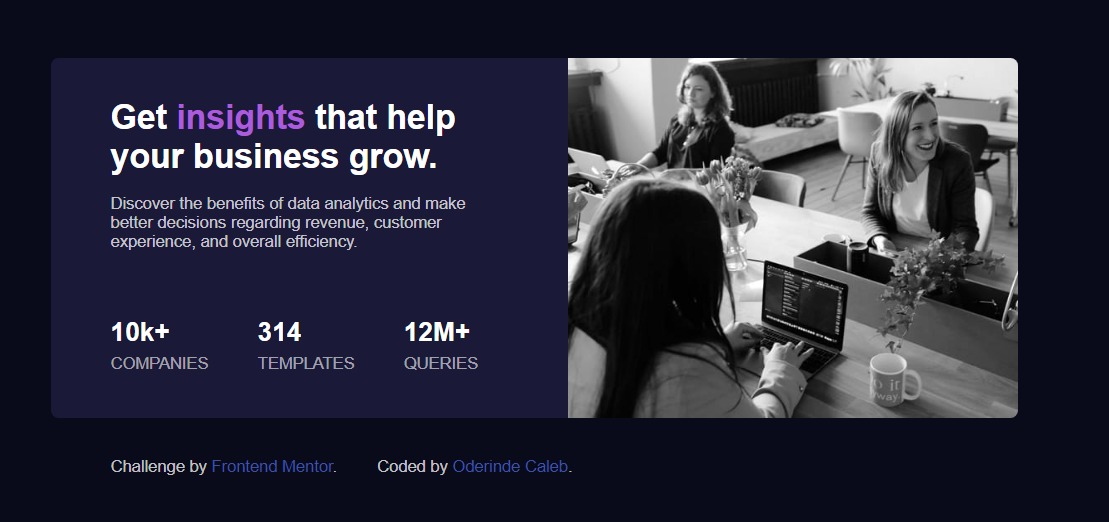 Get insights that help
your business grow.
Discover the benefits of data analytics and make
better decisions regarding revenue, customer
experience, and overall efficiency.
10k+
314
12M+
COMPANIES
TEMPLATES
QUERIES
Challenge by Frontend Mentor.
Coded by Oderinde Caleb.